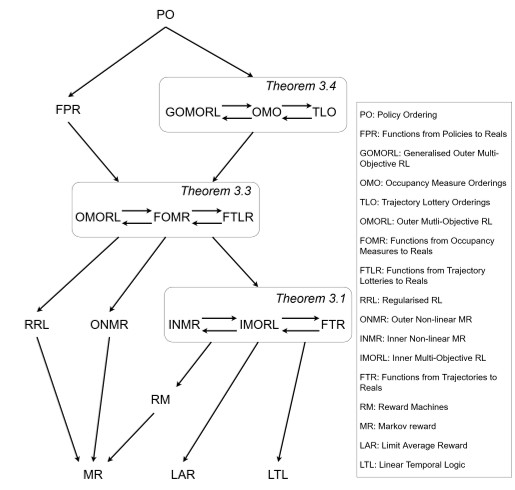 PO
Theorem 3.4
FPR
GOMORL OMO TLO
Theorem 3.3
OMORL FOMR FTLR
Theorem 3.1
RRL ONMR INMR IMORL FTR
RM
MR LAR LTL
PO: Policy Ordering
FPR: Functions from Policies to Reals
GOMORL: Generalised Outer Multi-
Objective RL
OMO: Occupancy Measure Orderings
TLO: Trajectory Lottery Orderings
OMORL: Outer Mutli-Objective RL
FOMR: Functions from Occupancy
Measures to Reals
FTLR: Functions from Trajectory
Lotteries to Reals
RRL: Regularised RL
ONMR: Outer Non-linear MR
INMR: Inner Non-linear MR
IMORL: Inner Multi-Objective RL
FTR: Functions from Trajectories to
Reals
RM: Reward Machines
MR: Markov reward
LAR: Limit Average Reward
LTL: Linear Temporal Logic